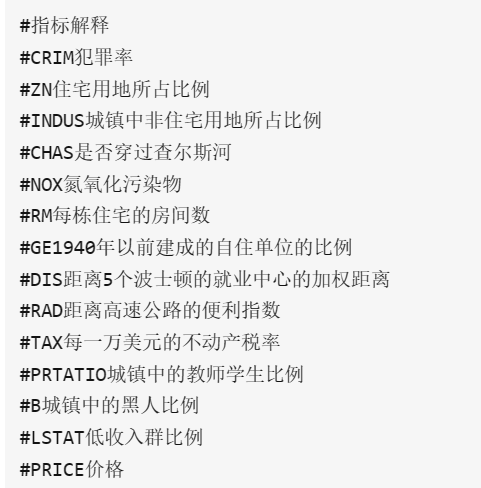 #指标解释
#CRIM犯罪率
#ZN住宅用地所占比例
#INDUS城镇中非住宅用地所占比例
#CHAS是否穿过查尔斯河
#NOX氮氧化污染物
#RM每栋住宅的房间数
#GE1940年以前建成的自住单位的比例
#DIS距离5个波士顿的就业中心的加权距离
#RAD距离高速公路的便利指数
#TAX每一万美元的不动产税率
#PRTATIO城镇中的教师学生比例
#B城镇中的黑人比例
#LSTAT低收入群比例
#PRICE价格